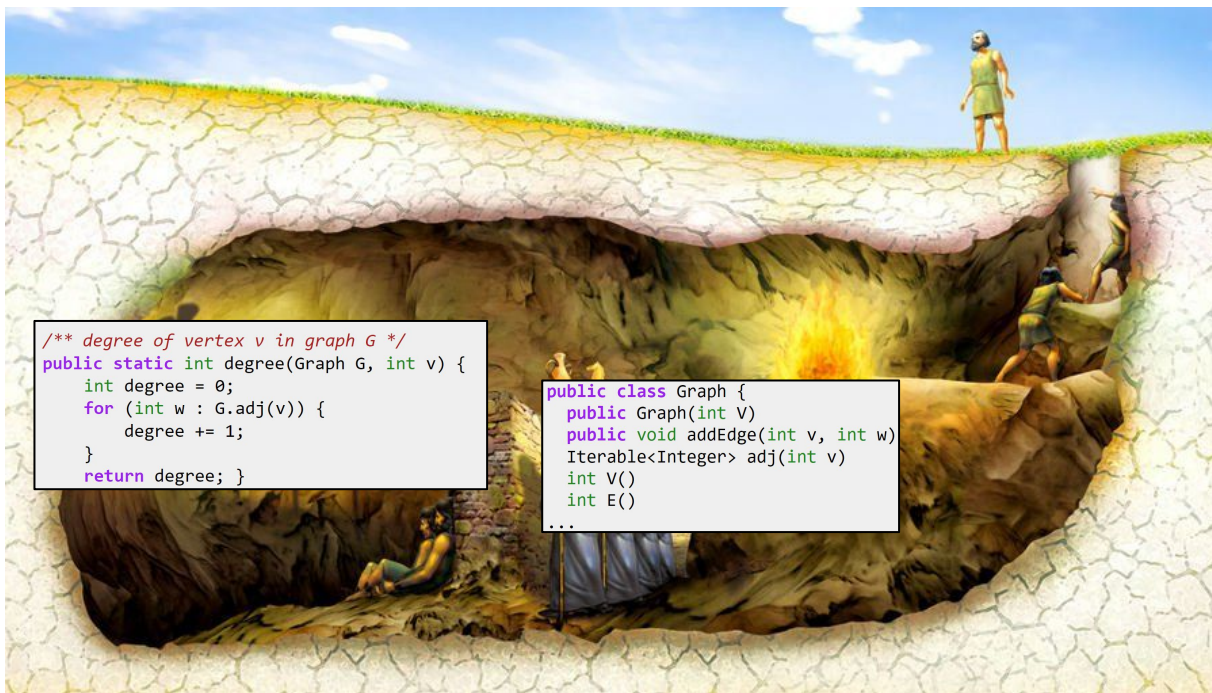 /** degree of vertex v in graph G */
public static int degree(Graph G, int v) {
    int degree = 0;
    for (int w : G.adj(v)) {
        degree += 1;
    }
    return degree; }
public class Graph {
  public Graph(int V)
  public void addEdge(int v, int w)
  Iterable<Integer> adj(int v)
  int V()
  int E()
...